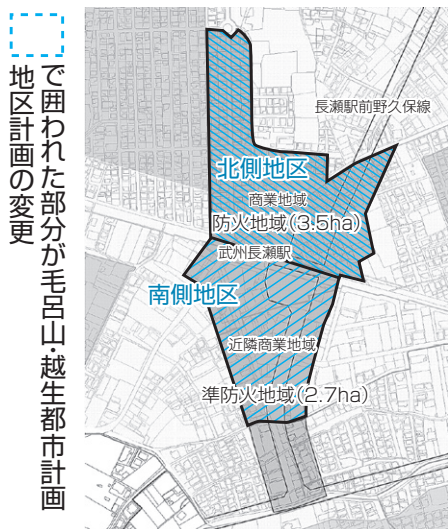 で囲われた部分が毛呂山・越生都市計画
地区計画の変更
長瀬駅前野久保線
北側地区
商業地域
防火地域(3.5ha)
武州長瀬駅
南側地区
近隣商業地域
準防火地域(2.7ha)